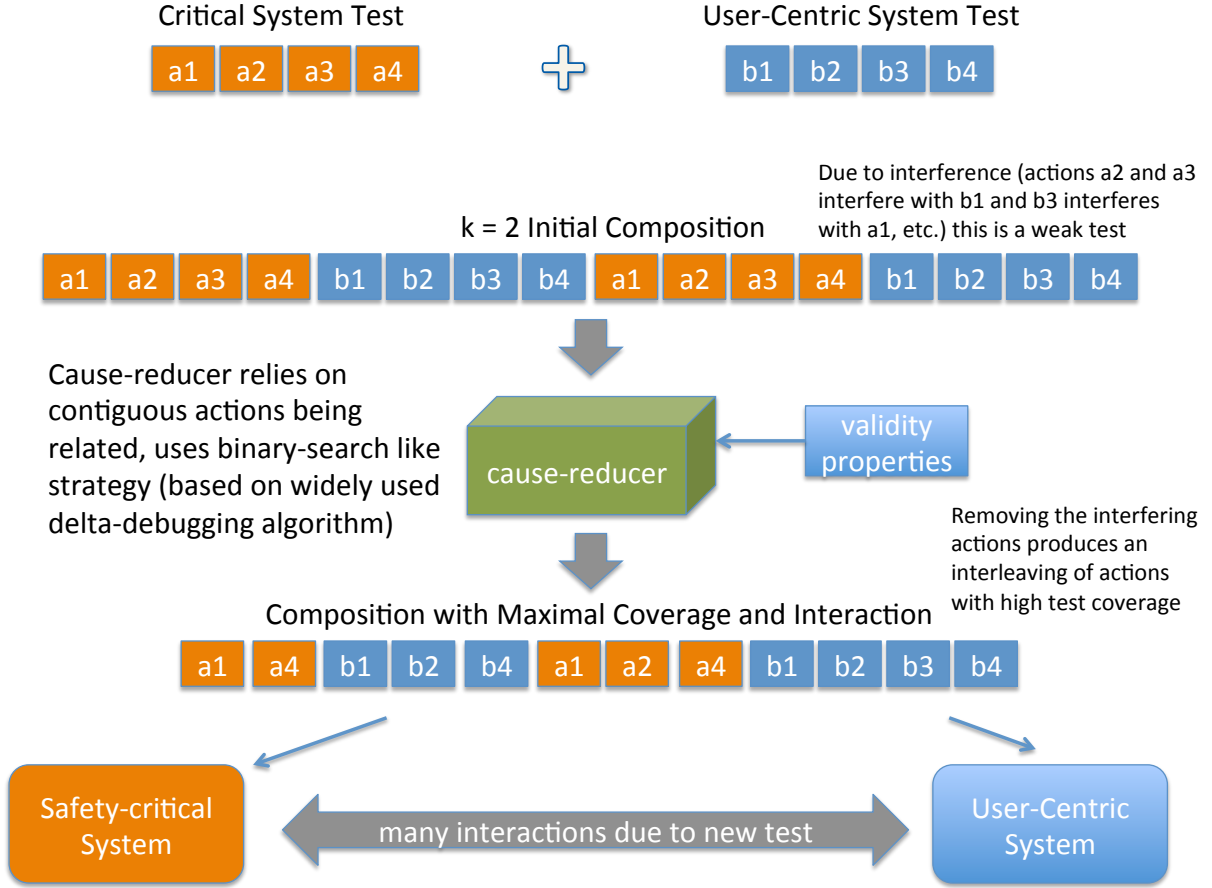 Critical System Test
User-Centric System Test
a1 a2 a3 a4
b1 b2 b3 b4
Due to interference (actions a2 and a3
interfere with b1 and b3 interferes
with a1, etc.) this is a weak test
k = 2 Initial Composition
a1 a2 a3 a4 b1 b2 b3 b4 a1 a2 a3 a4 b1 b2 b3 b4
Cause-reducer relies on
contiguous actions being
related, uses binary-search like
strategy (based on widely used
delta-debugging algorithm)
cause-reducer
validity
properties
Removing the interfering
actions produces an
interleaving of actions
with high test coverage
Composition with Maximal Coverage and Interaction
a1 a4 b1 b2 b4 a1 a2 a4 b1 b2 b3 b4
Safety-critical
System
many interactions due to new test
User-Centric
System